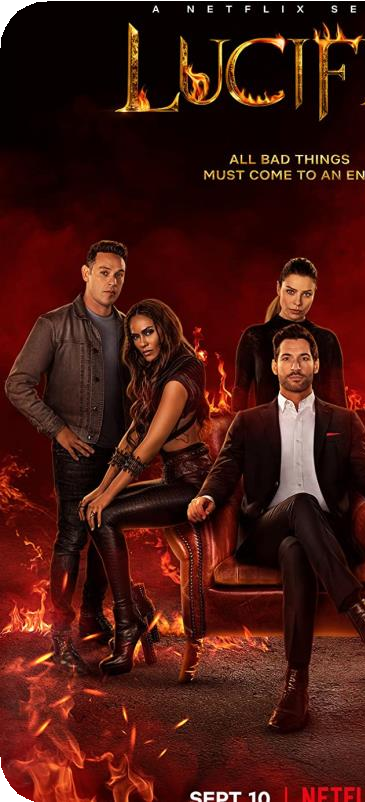 A NETFLIX SE
LUCIF
ALL BAD THINGS
MUST COME TO AN EN
SEPT 10 | NETFL